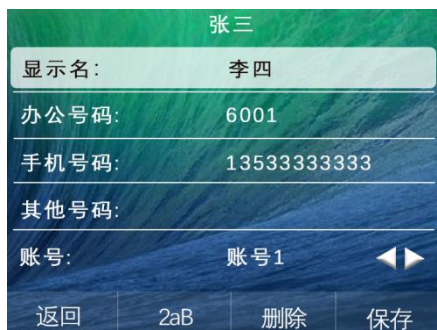 张三
显示名: 李四
办公号码: 6001
手机号码: 13533333333
其他号码:
账号: 账号1
返回 2aB 删除 保存